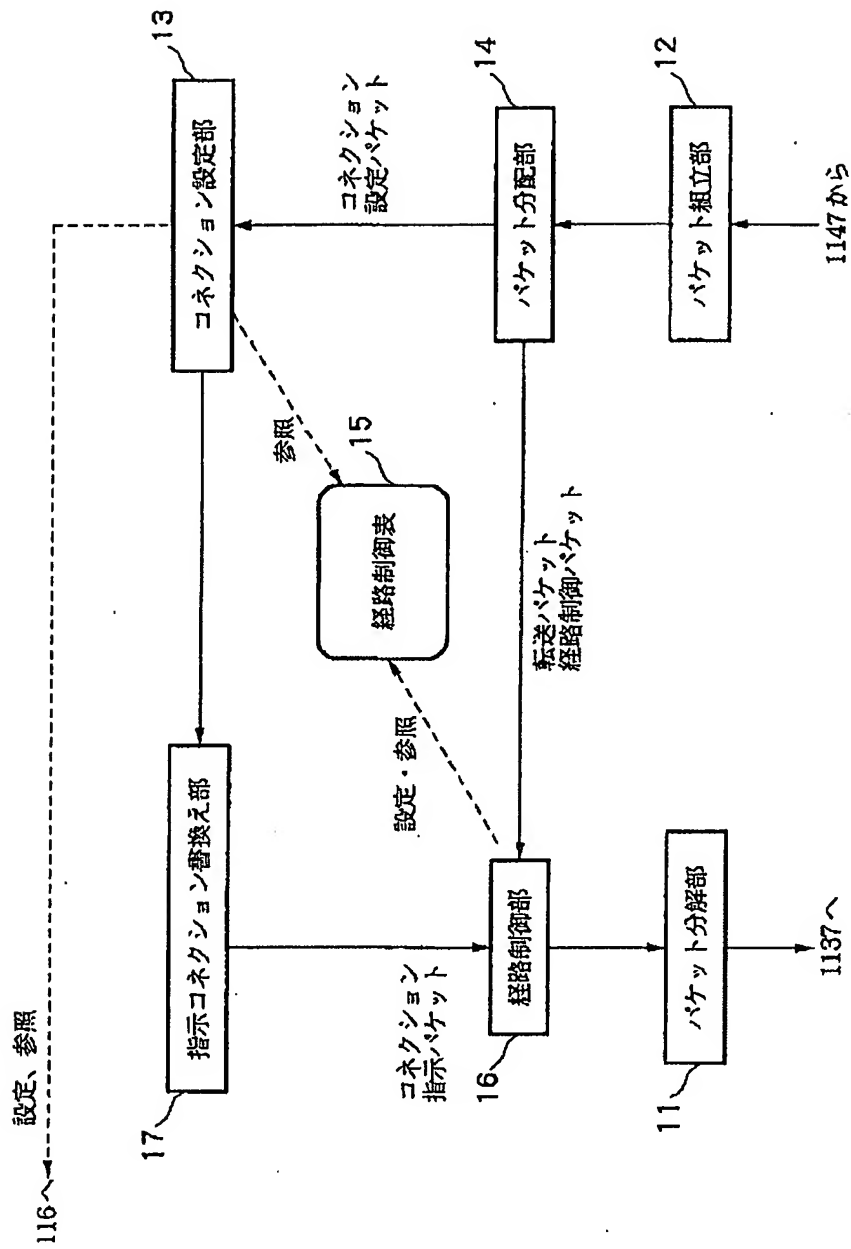 設定、参照
116へ
13
コネクション設定部
17
指示コネクション書換え部
コネクション
設定パケット
参照
15
経路制御表
設定・参照
14
パケット分配部
転送パケット
経路制御パケット
コネクション
指示パケット
経路制御部
16
12
パケット組立部
1147から
11
パケット分解部
1137へ